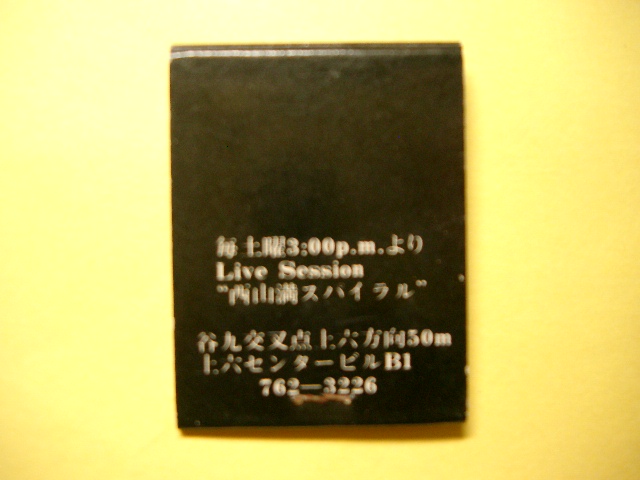 毎土曜3:00p.m.より
Live Session
"西山満スパイラル"
谷九交叉点上六方向50m
上六センタービルB1
762—3226